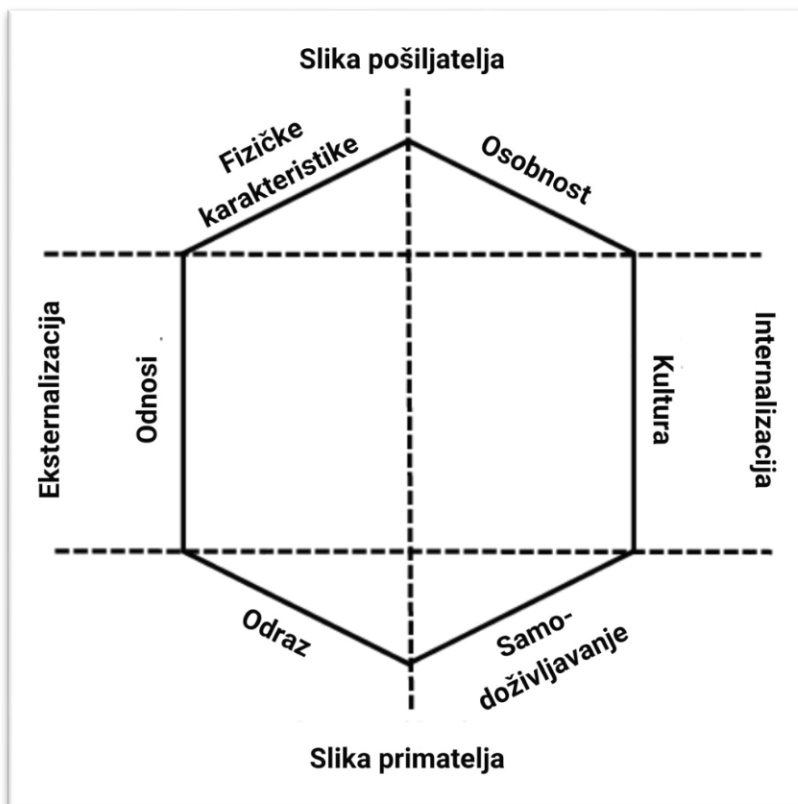 Slika pošiljatelja
Fizičke
karakteristike
Osobnost
Eksternalizacija
Odnosi
Kultura
Internalizacija
Odraz
Samo-
doživljavanje
Slika primatelja